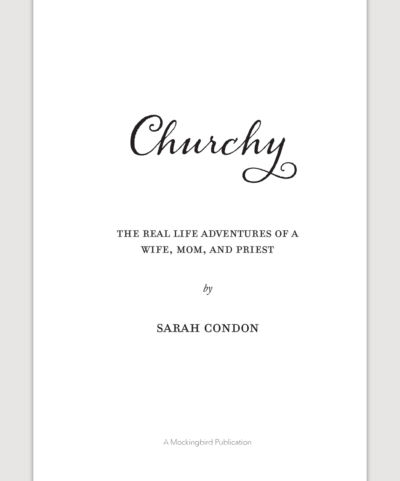 Churchy
THE REAL LIFE ADVENTURES OF A
WIFE, MOM, AND PRIEST
by
SARAH CONDON
A Mockingbird Publication